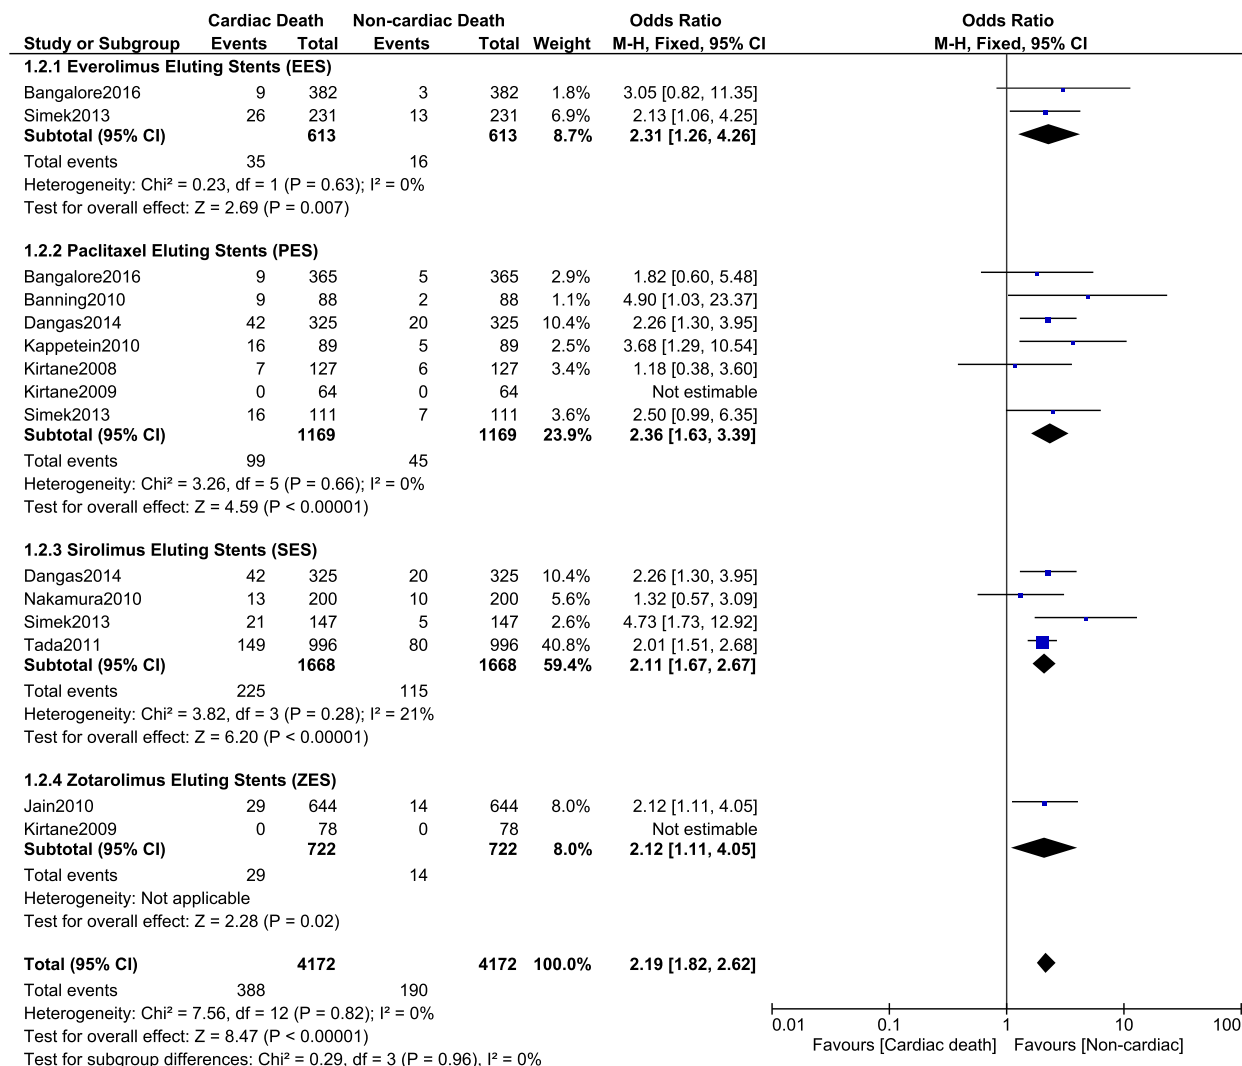 Cardiac Death Non-cardiac Death Odds Ratio Odds Ratio
Study or Subgroup Events Total Events Total Weight M-H, Fixed, 95% CI M-H, Fixed, 95% CI
1.2.1 Everolimus Eluting Stents (EES)
Bangalore2016 9 382 3 382 1.8% 3.05 [0.82, 11.35]
Simek2013 26 231 13 231 6.9% 2.13 [1.06, 4.25]
Subtotal (95% CI) 613 613 8.7% 2.31 [1.26, 4.26]
Total events 35 16
Heterogeneity: Chi² = 0.23, df = 1 (P = 0.63); I² = 0%
Test for overall effect: Z = 2.69 (P = 0.007)
1.2.2 Paclitaxel Eluting Stents (PES)
Bangalore2016 9 365 5 365 2.9% 1.82 [0.60, 5.48]
Banning2010 9 88 2 88 1.1% 4.90 [1.03, 23.37]
Dangas2014 42 325 20 325 10.4% 2.26 [1.30, 3.95]
Kappetein2010 16 89 5 89 2.5% 3.68 [1.29, 10.54]
Kirtane2008 7 127 6 127 3.4% 1.18 [0.38, 3.60]
Kirtane2009 0 64 0 64 Not estimable
Simek2013 16 111 7 111 3.6% 2.50 [0.99, 6.35]
Subtotal (95% CI) 1169 1169 23.9% 2.36 [1.63, 3.39]
Total events 99 45
Heterogeneity: Chi² = 3.26, df = 5 (P = 0.66); I² = 0%
Test for overall effect: Z = 4.59 (P < 0.00001)
1.2.3 Sirolimus Eluting Stents (SES)
Dangas2014 42 325 20 325 10.4% 2.26 [1.30, 3.95]
Nakamura2010 13 200 10 200 5.6% 1.32 [0.57, 3.09]
Simek2013 21 147 5 147 2.6% 4.73 [1.73, 12.92]
Tada2011 149 996 80 996 40.8% 2.01 [1.51, 2.68]
Subtotal (95% CI) 1668 1668 59.4% 2.11 [1.67, 2.67]
Total events 225 115
Heterogeneity: Chi² = 3.82, df = 3 (P = 0.28); I² = 21%
Test for overall effect: Z = 6.20 (P < 0.00001)
1.2.4 Zotarolimus Eluting Stents (ZES)
Jain2010 29 644 14 644 8.0% 2.12 [1.11, 4.05]
Kirtane2009 0 78 0 78 Not estimable
Subtotal (95% CI) 722 722 8.0% 2.12 [1.11, 4.05]
Total events 29 14
Heterogeneity: Not applicable
Test for overall effect: Z = 2.28 (P = 0.02)
Total (95% CI) 4172 4172 100.0% 2.19 [1.82, 2.62]
Total events 388 190
Heterogeneity: Chi² = 7.56, df = 12 (P = 0.82); I² = 0%
Test for overall effect: Z = 8.47 (P < 0.00001)
Test for subgroup differences: Chi² = 0.29, df = 3 (P = 0.96), I² = 0%
0.01 0.1 1 10 100
Favours [Cardiac death] Favours [Non-cardiac]